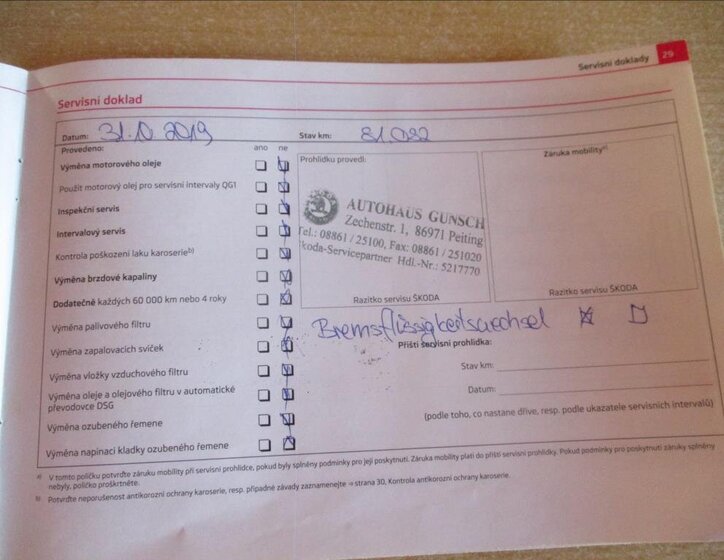 Servisní doklady 29
Servisní doklad
Datum: 31.10.2019 Stav km: 81.082
Provedeno: ano ne
Výměna motorového oleje
Použit motorový olej pro servisní intervaly QG1
Inspekční servis
Intervalový servis
Kontrola poškození laku karoserie b)
Výměna brzdové kapaliny
Dodatečně každých 60 000 km nebo 4 roky
Výměna palivového filtru
Výměna zapalovacích svíček
Výměna vložky vzduchového filtru
Výměna oleje a olejového filtru v automatické
převodovce DSG
Výměna ozubeného řemene
Výměna napínací kladky ozubeného řemene
Prohlídku provedl:
AUTOHAUS GUNSCH
Zechenstr. 1, 86971 Peiting
Tel.: 08861 / 25100, Fax: 08861 / 251020
Skoda-Servicepartner Hdl.-Nr.: 5217770
Razítko servisu ŠKODA
Záruka mobility a)
Razítko servisu ŠKODA
Bremsflüssigkeitswechsel
Příští servisní prohlídka:
Stav km:
Datum:
(podle toho, co nastane dříve, resp. podle ukazatele servisních intervalů)
a) V tomto políčku potvrďte záruku mobility při servisní prohlídce, pokud byly splněny podmínky pro její poskytnutí. Záruka mobility platí do příští servisní prohlídky. Pokud podmínky pro poskytnutí záruky splněny
nebyly, políčko proškrtněte.
b) Potvrďte neporušenost antikorozní ochrany karoserie, resp. případné závady zaznamenejte ⇒ strana 30, Kontrola antikorozní ochrany karoserie.